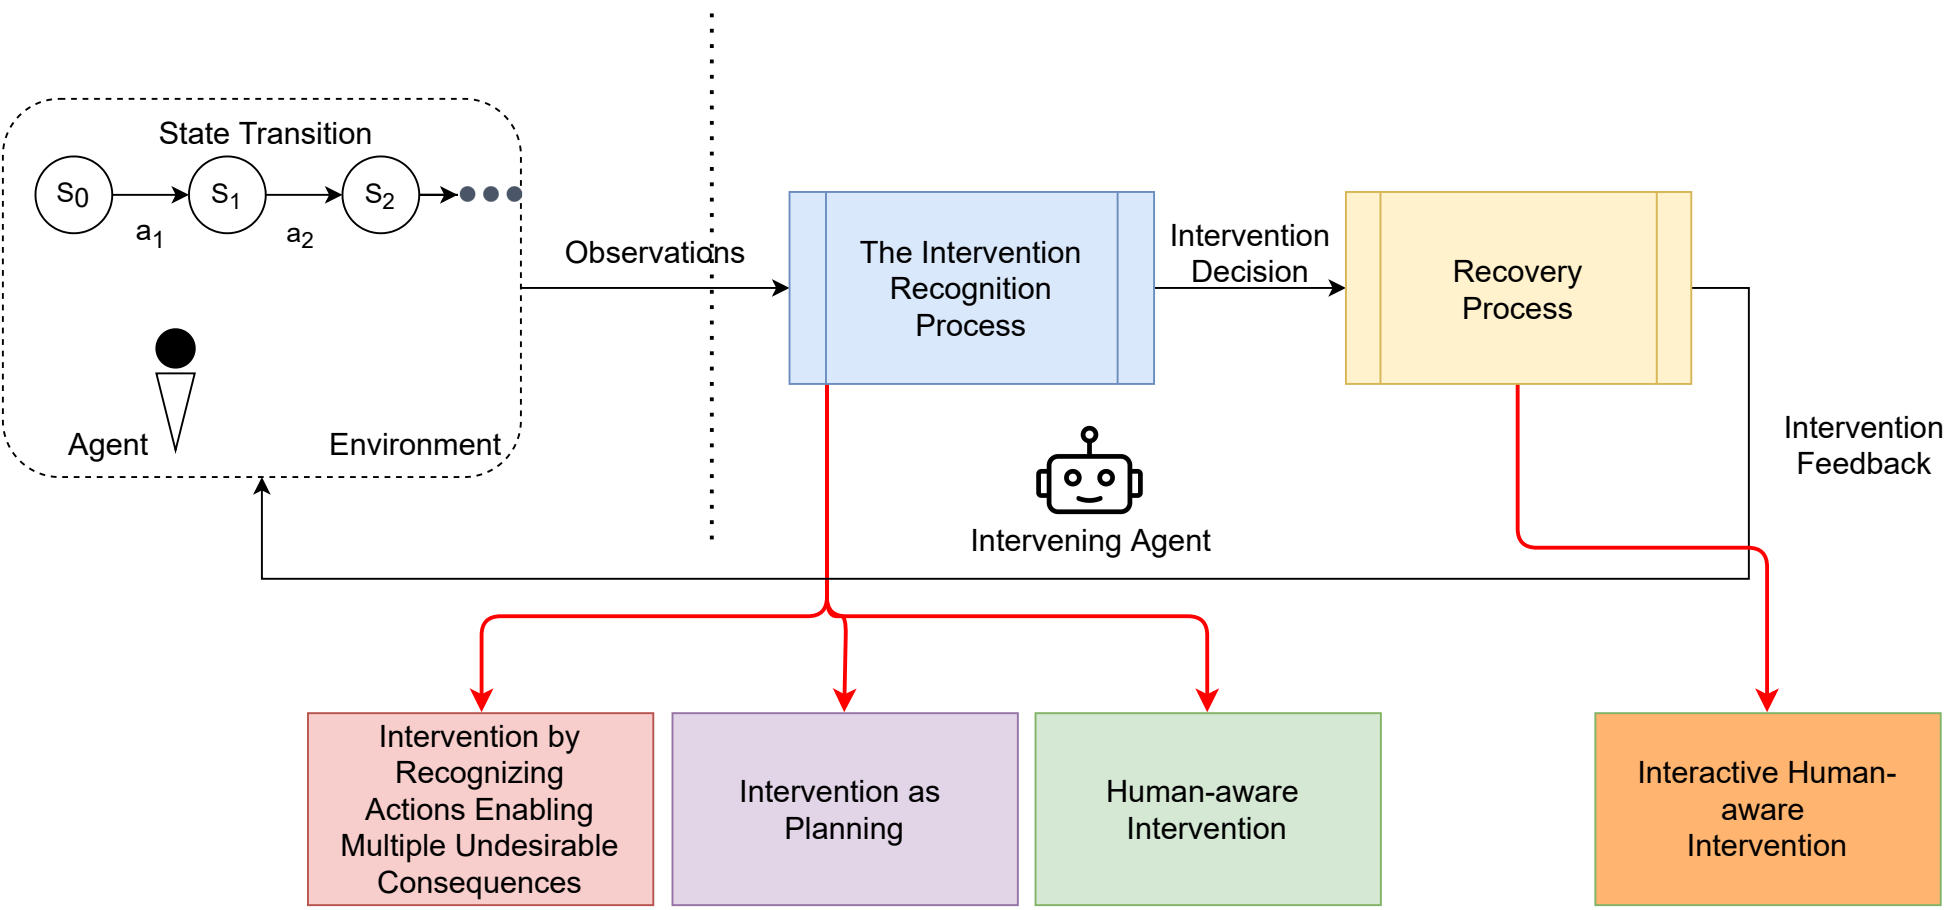 State Transition
S0
S1
S2
a1
a2
Agent
Environment
Observations
The Intervention
Recognition
Process
Intervention
Decision
Recovery
Process
Intervention
Feedback
Intervening Agent
Intervention by
Recognizing
Actions Enabling
Multiple Undesirable
Consequences
Intervention as
Planning
Human-aware
Intervention
Interactive Human-
aware
Intervention